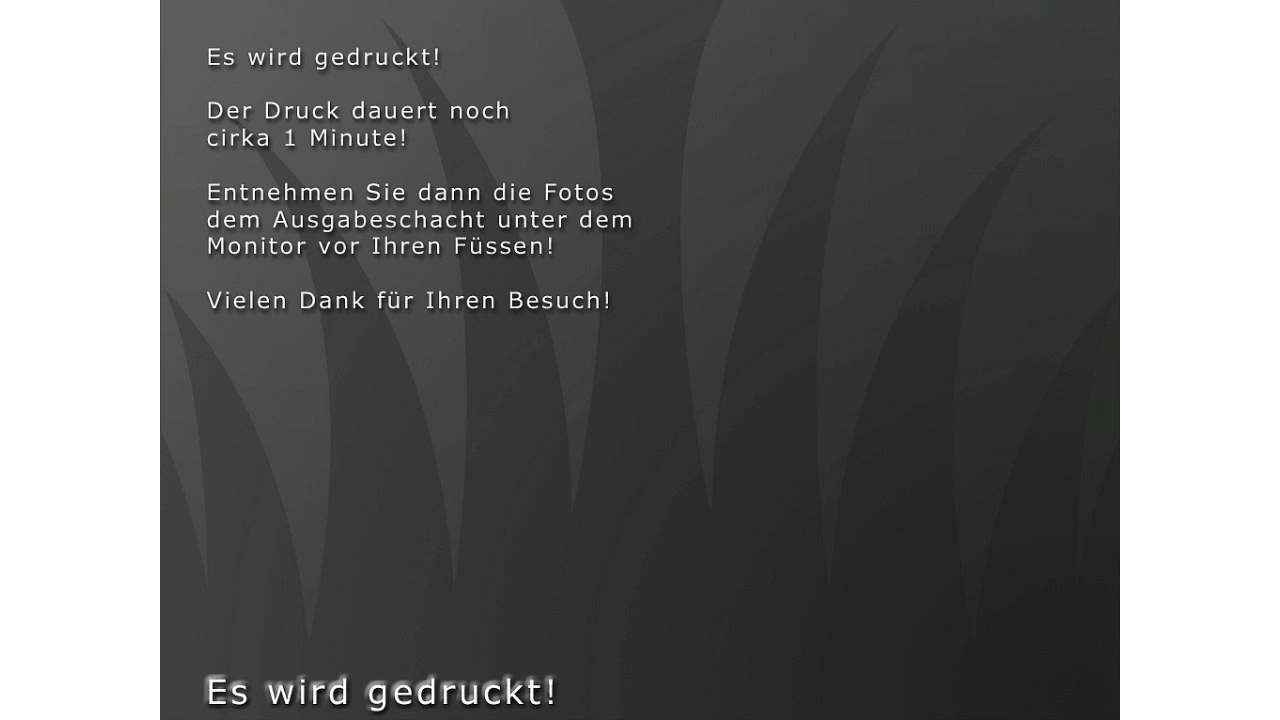 Es wird gedruckt!
Der Druck dauert noch
cirka 1 Minute!
Entnehmen Sie dann die Fotos
dem Ausgabeschacht unter dem
Monitor vor Ihren Füssen!
Vielen Dank für Ihren Besuch!
Es wird gedruckt!